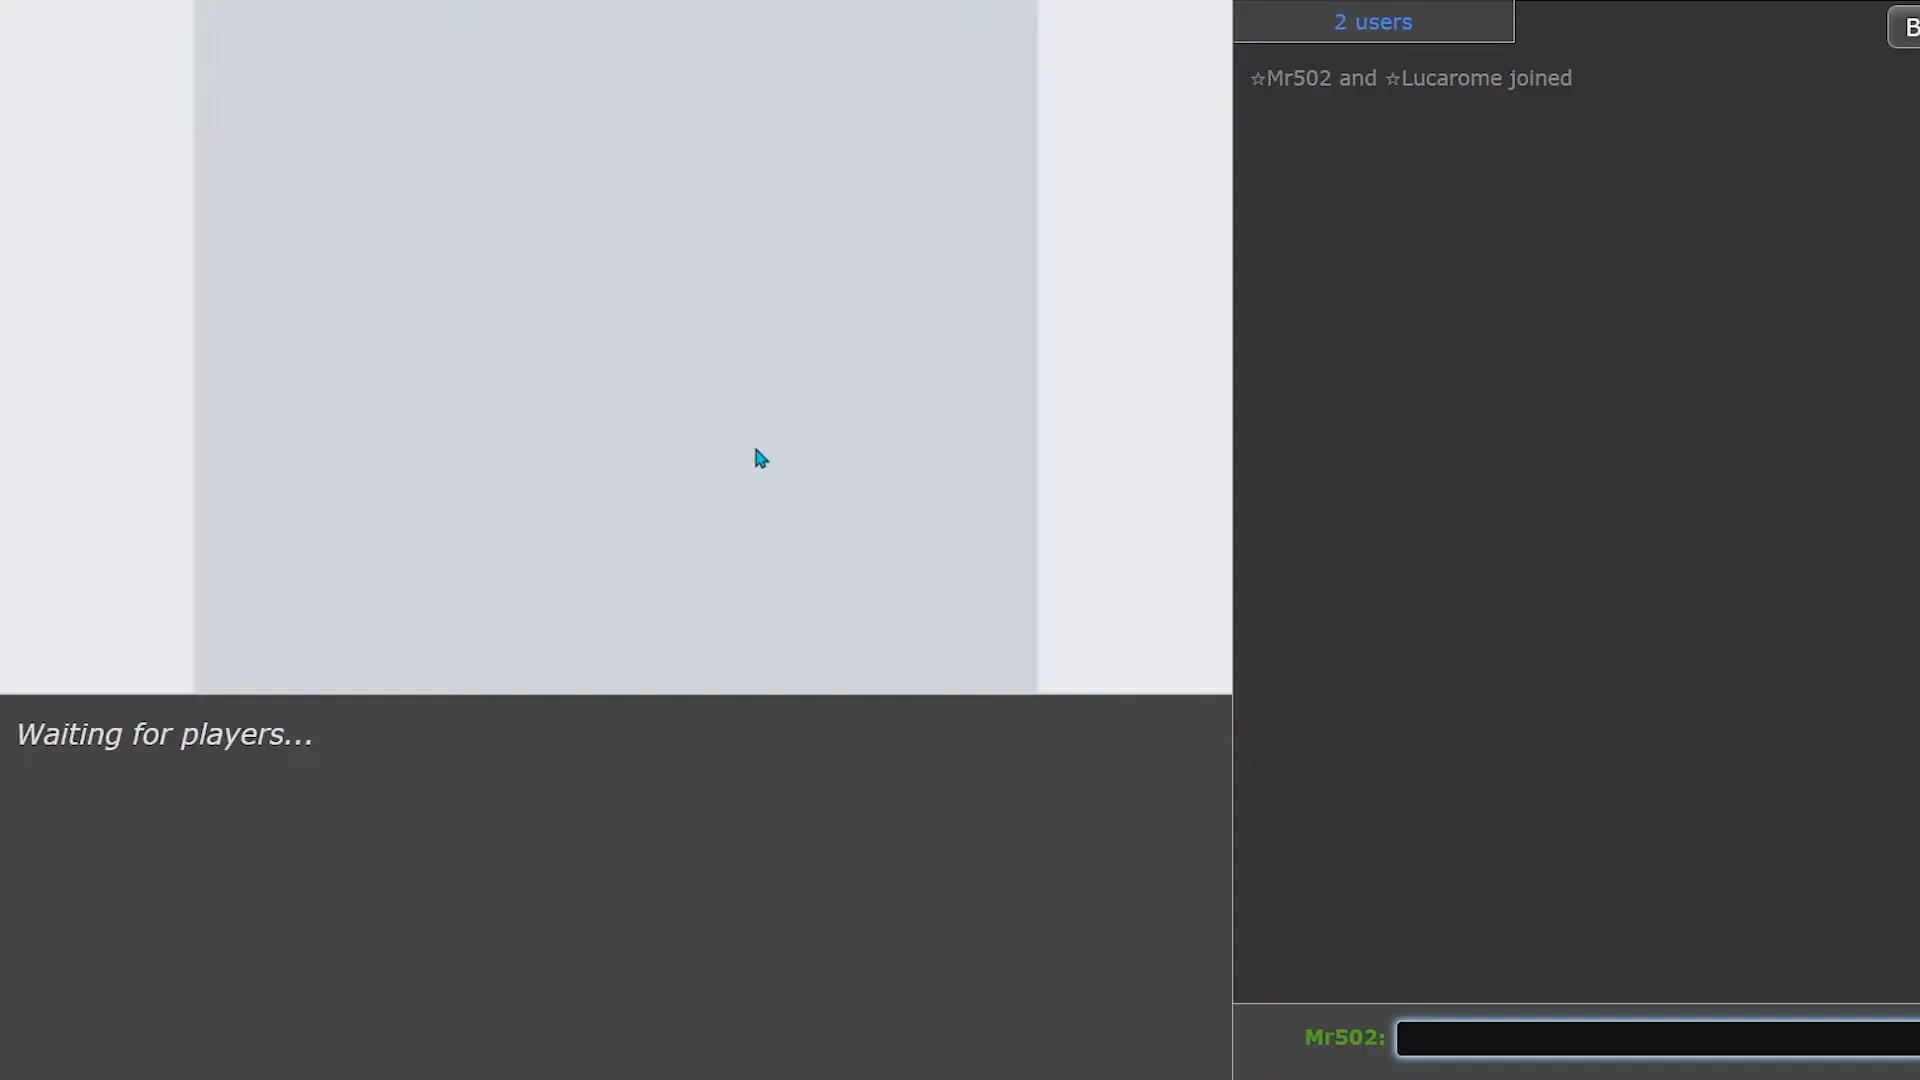 2 users
B
☆Mr502 and ☆Lucarome joined
Waiting for players...
Mr502: